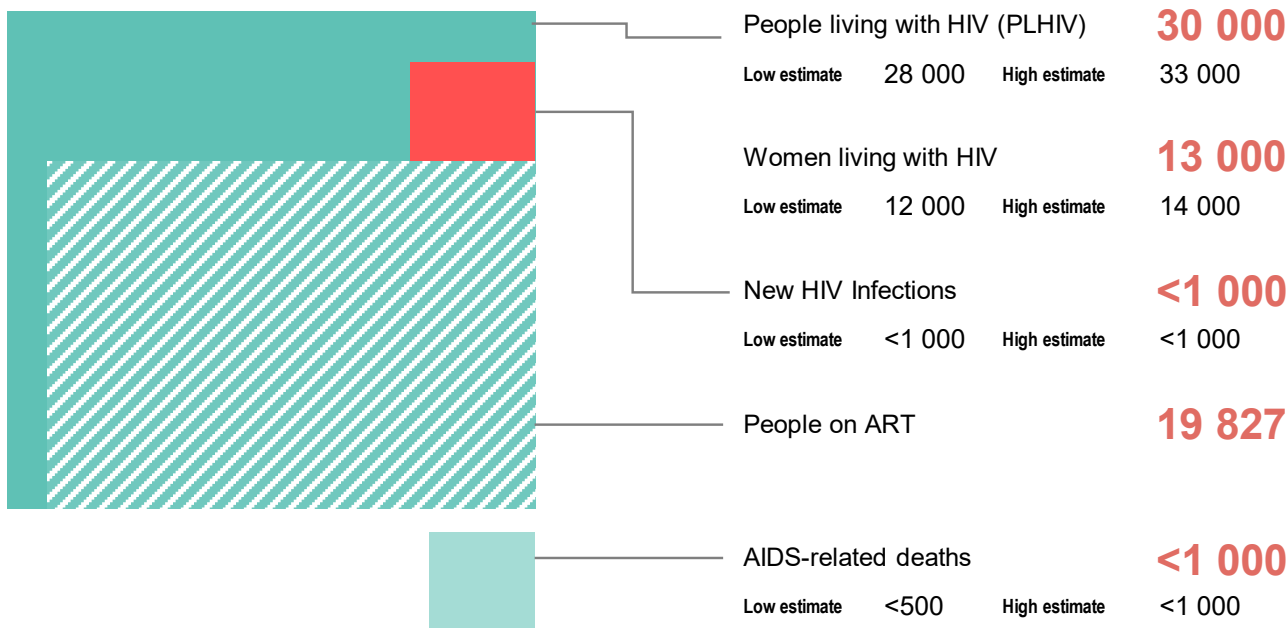 People living with HIV (PLHIV) 30 000
Low estimate 28 000 High estimate 33 000
Women living with HIV 13 000
Low estimate 12 000 High estimate 14 000
New HIV Infections <1 000
Low estimate <1 000 High estimate <1 000
People on ART 19 827
AIDS-related deaths <1 000
Low estimate <500 High estimate <1 000